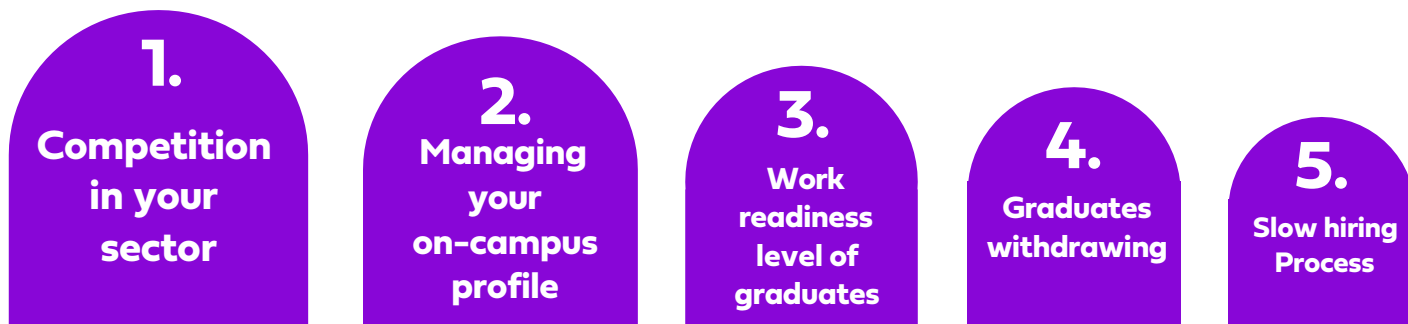 1.
Competition
in your
sector
2.
Managing
your
on-campus
profile
3.
Work
readiness
level of
graduates
4.
Graduates
withdrawing
5.
Slow hiring
Process